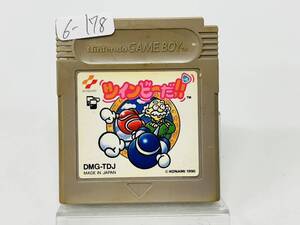 6-178
Nintendo GAME BOY
KONAMI
ツインビーだ!!
TM
DMG-TDJ
MADE IN JAPAN
© KONAMI 1990